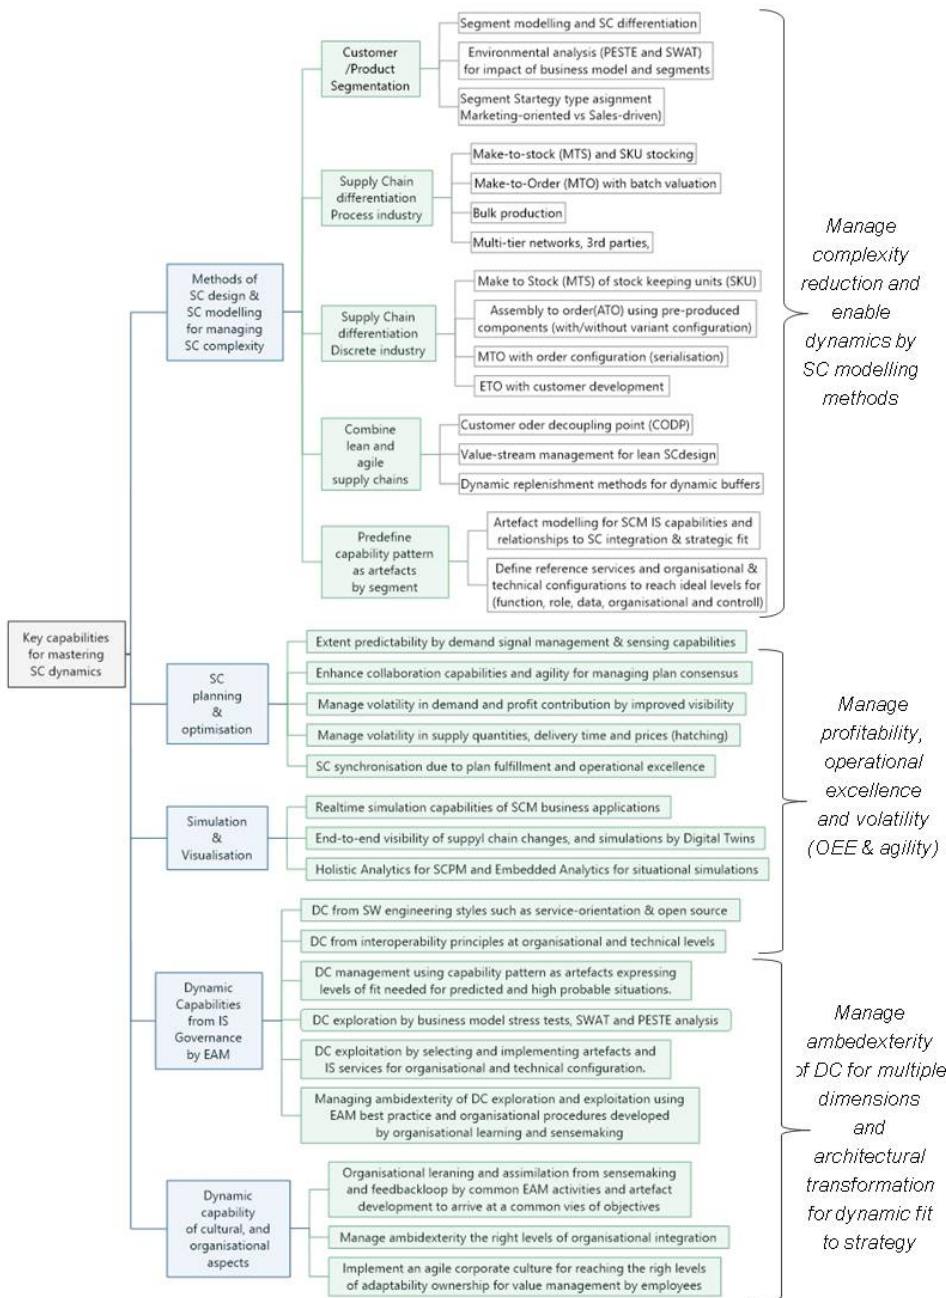 Key capabilities
for mastering
SC dynamics
Methods of
SC design &
SC modelling
for managing
SC complexity
Customer
/Product
Segmentation
Segment modelling and SC differentiation
Environmental analysis (PESTE and SWAT)
for impact of business model and segments
Segment Startegy type asignment
Marketing-oriented vs Sales-driven)
Supply Chain
differentiation
Process industry
Make-to-stock (MTS) and SKU stocking
Make-to-Order (MTO) with batch valuation
Bulk production
Multi-tier networks, 3rd parties,
Supply Chain
differentiation
Discrete industry
Make to Stock (MTS) of stock keeping units (SKU)
Assembly to order(ATO) using pre-produced
components (with/without variant configuration)
MTO with order configuration (serialisation)
ETO with customer development
Combine
lean and
agile
supply chains
Customer oder decoupling point (CODP)
Value-stream management for lean SCdesign
Dynamic replenishment methods for dynamic buffers
Predefine
capability pattern
as artefacts
by segment
Artefact modelling for SCM IS capabilities and
relationships to SC integration & strategic fit
Define reference services and organisational &
technical configurations to reach ideal levels for
(function, role, data, organisational and controll)
Manage
complexity
reduction and
enable
dynamics by
SC modelling
methods
SC
planning
&
optimisation
Extent predictability by demand signal management & sensing capabilities
Enhance collaboration capabilities and agility for managing plan consensus
Manage volatility in demand and profit contribution by improved visibility
Manage volatility in supply quantities, delivery time and prices (hatching)
SC synchronisation due to plan fulfillment and operational excellence
Simulation
&
Visualisation
Realtime simulation capabilities of SCM business applications
End-to-end visibility of suppyl chain changes, and simulations by Digital Twins
Holistic Analytics for SCPM and Embedded Analytics for situational simulations
Manage
profitability,
operational
excellence
and volatility
(OEE & agility)
Dynamic
Capabilities
from IS
Governance
by EAM
DC from SW engineering styles such as service-orientation & open source
DC from interoperability principles at organisational and technical levels
DC management using capability pattern as artefacts expressing
levels of fit needed for predicted and high probable situations.
DC exploration by business model stress tests, SWAT and PESTE analysis
DC exploitation by selecting and implementing artefacts and
IS services for organisational and technical configuration.
Managing ambidexterity of DC exploration and exploitation using
EAM best practice and organisational procedures developed
by organisational learning and sensemaking
Dynamic
capability
of cultural, and
organisational
aspects
Organisational leraning and assimilation from sensemaking
and feedbackloop by common EAM activities and artefact
development to arrive at a common vies of objectives
Manage ambidexterity the right levels of organisational integration
Implement an agile corporate culture for reaching the righ levels
of adaptability ownership for value management by employees
Manage
ambedexterity
of DC for multiple
dimensions
and
architectural
transformation
for dynamic fit
to strategy